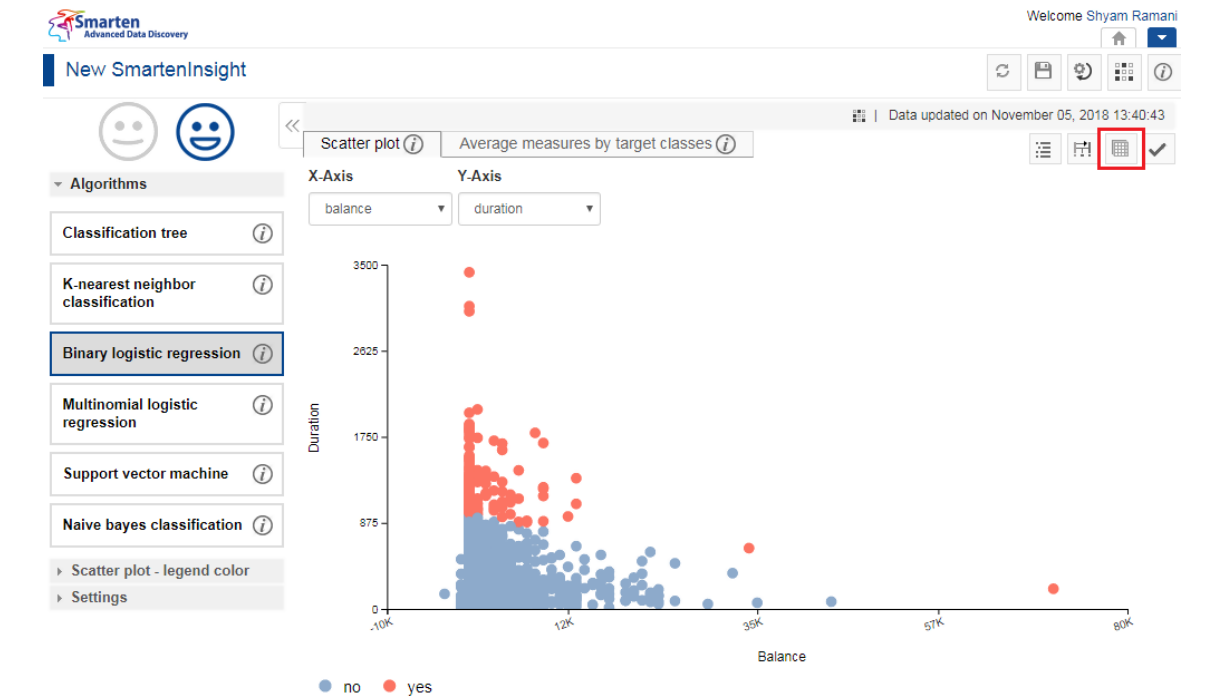 Smarten
Advanced Data Discovery
Welcome Shyam Ramani
New SmartenInsight
| Data updated on November 05, 2018 13:40:43
Scatter plot
Average measures by target classes
Algorithms
X-Axis
Y-Axis
balance
duration
Classification tree
K-nearest neighbor
classification
Binary logistic regression
Multinomial logistic
regression
Support vector machine
Naive bayes classification
Scatter plot - legend color
Settings
3500
2625
1750
875
0
Duration
-10K
12K
35K
57K
80K
Balance
no
yes